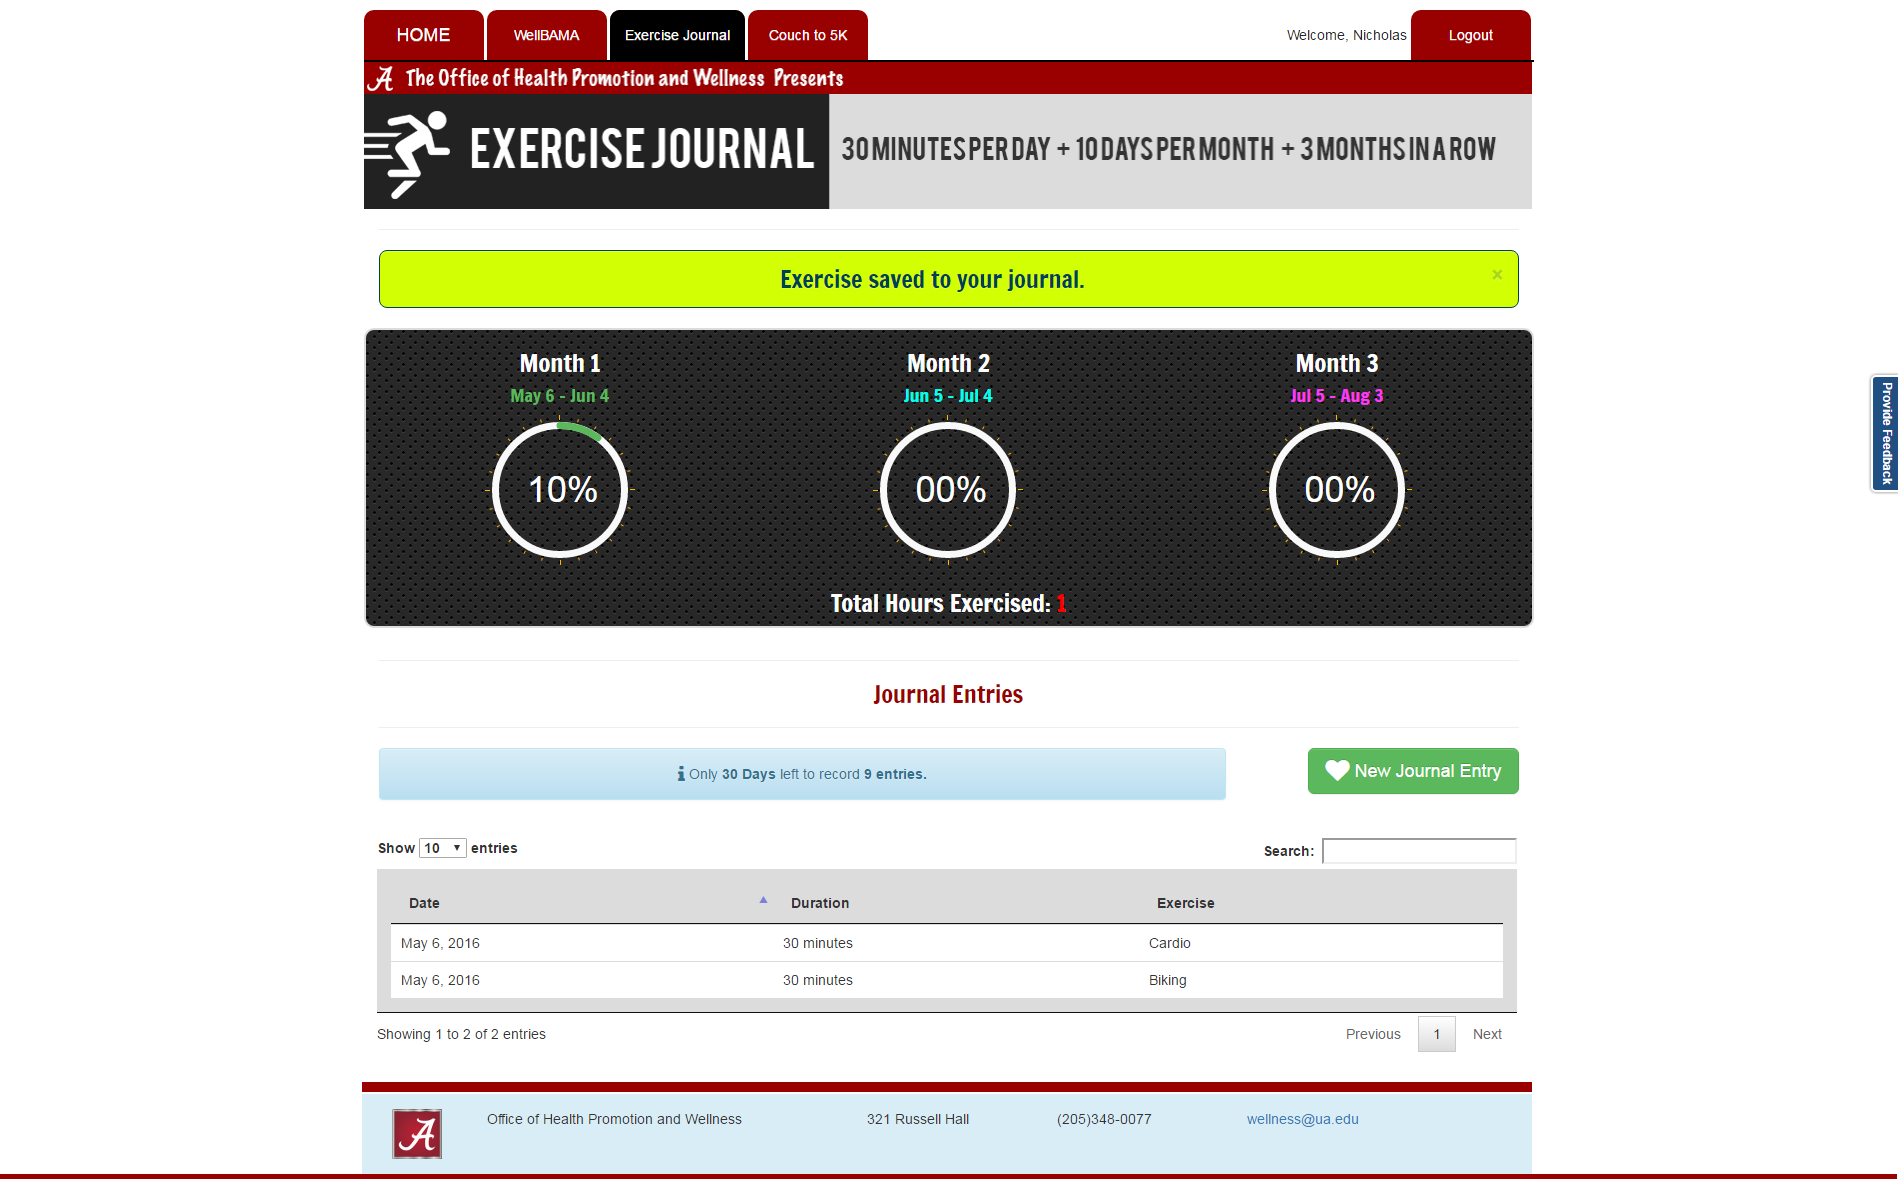 HOME WellBAMA Exercise Journal Couch to 5K Welcome, Nicholas Logout
A The Office of Health Promotion and Wellness Presents
EXERCISE JOURNAL 30 MINUTES PER DAY + 10 DAYS PER MONTH + 3 MONTHS IN A ROW
Exercise saved to your journal. ×
Month 1 Month 2 Month 3
May 6 - Jun 4 Jun 5 - Jul 4 Jul 5 - Aug 3
10% 00% 00%
Total Hours Exercised: 1
Provide Feedback
Journal Entries
Only 30 Days left to record 9 entries. New Journal Entry
Show 10 entries Search:
Date Duration Exercise
May 6, 2016 30 minutes Cardio
May 6, 2016 30 minutes Biking
Showing 1 to 2 of 2 entries Previous 1 Next
A Office of Health Promotion and Wellness 321 Russell Hall (205)348-0077 wellness@ua.edu